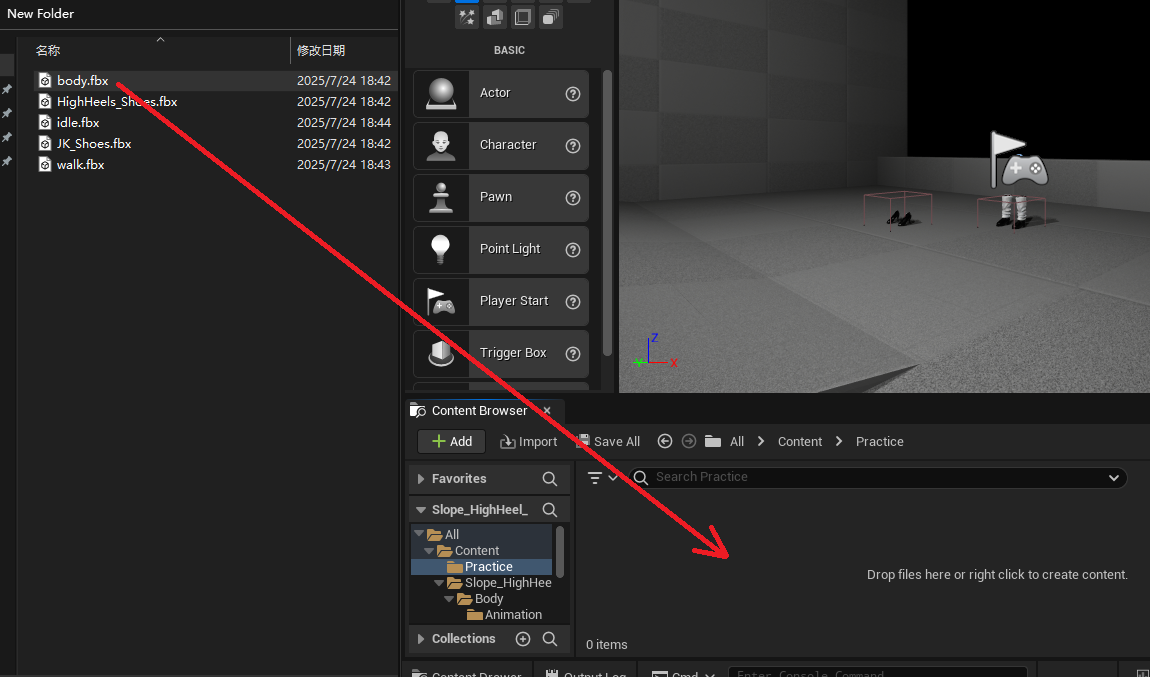 New Folder
名称
修改日期
body.fbx
2025/7/24 18:42
HighHeels_Shoes.fbx
2025/7/24 18:42
idle.fbx
2025/7/24 18:44
JK_Shoes.fbx
2025/7/24 18:42
walk.fbx
2025/7/24 18:43
BASIC
Actor
Character
Pawn
Point Light
Player Start
Trigger Box
Z
Y
X
Content Browser
Add
Import
Save All
All
Content
Practice
Favorites
Search Practice
Slope_HighHeel_
All
Content
Practice
Slope_HighHee
Body
Animation
Drop files here or right click to create content.
Collections
0 items
Content Drawer
Output Log
Cmd
Enter Console Command